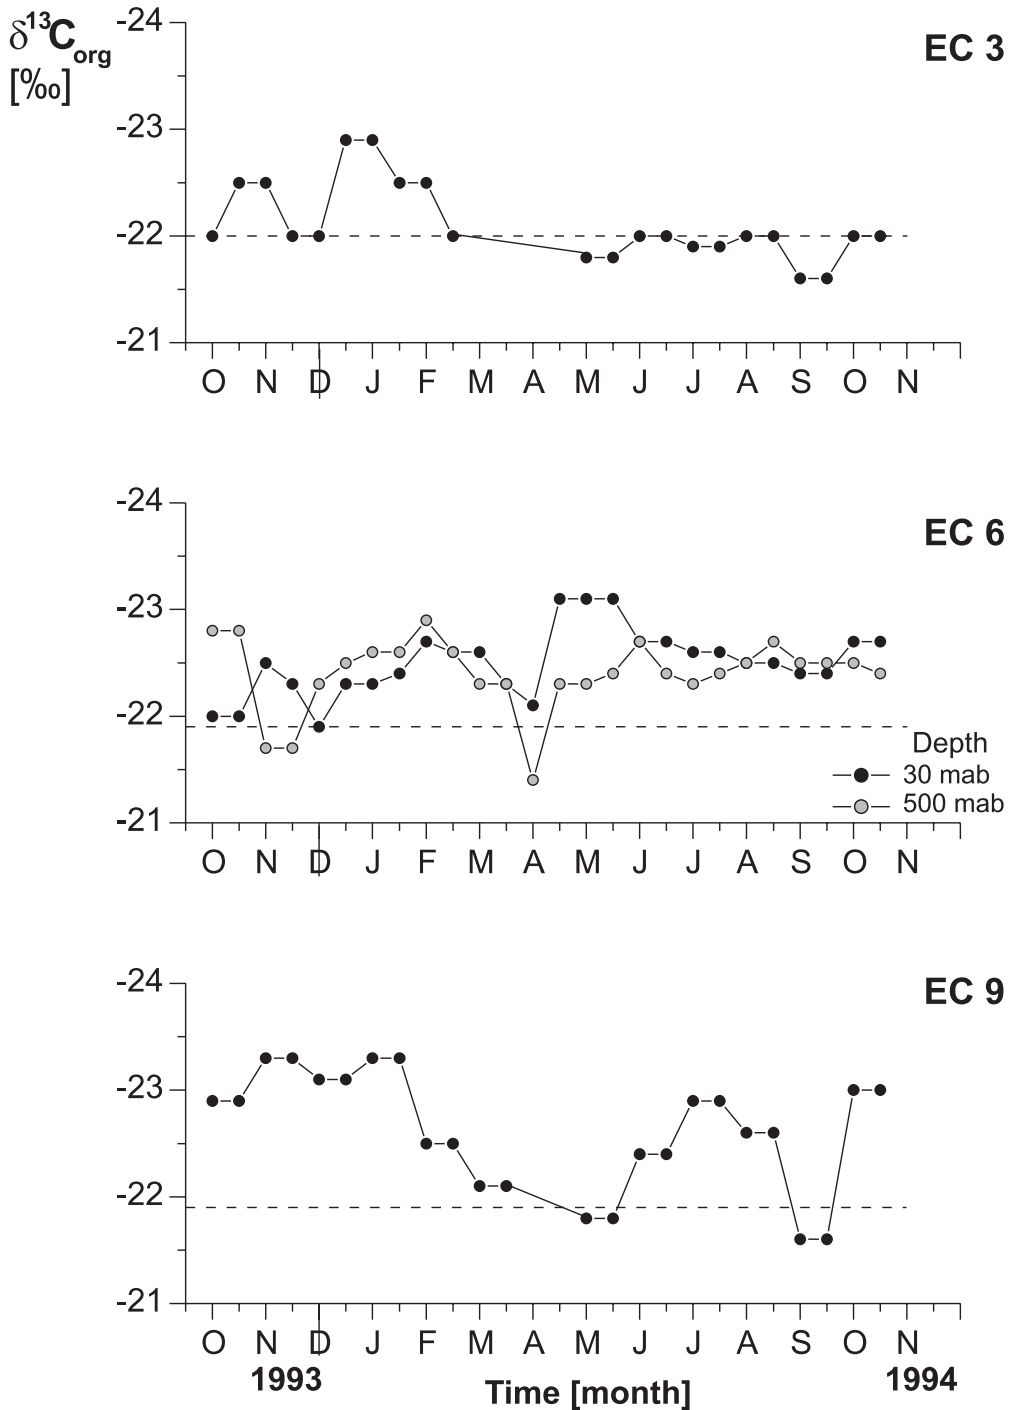 δ13Corg
[‰]
EC 3
-24
-23
-22
-21
O N D J F M A M J J A S O N
EC 6
-24
-23
-22
-21
Depth
30 mab
500 mab
O N D J F M A M J J A S O N
EC 9
-24
-23
-22
-21
O N D J F M A M J J A S O N
1993 Time [month] 1994